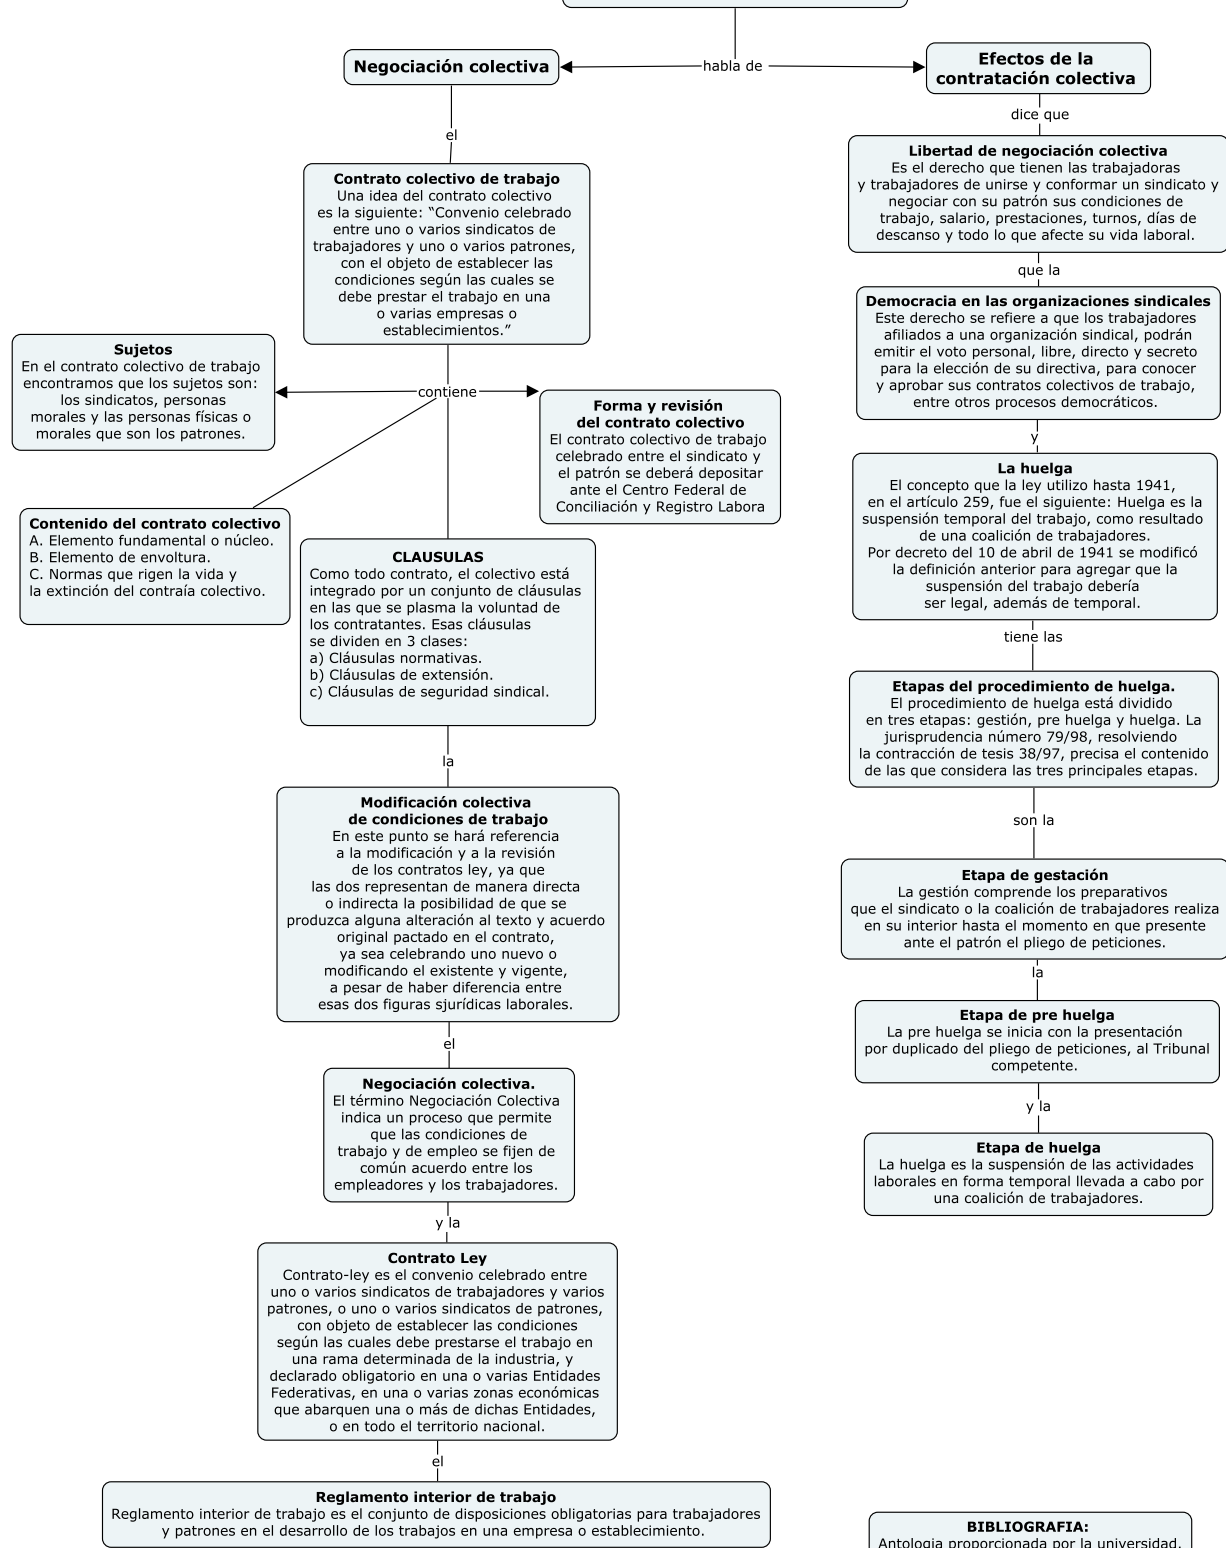 habla de
Negociación colectiva
el
Contrato colectivo de trabajo
Una idea del contrato colectivo
es la siguiente: “Convenio celebrado
entre uno o varios sindicatos de
trabajadores y uno o varios patrones,
con el objeto de establecer las
condiciones según las cuales se
debe prestar el trabajo en una
o varias empresas o
establecimientos.”
contiene
Sujetos
En el contrato colectivo de trabajo
encontramos que los sujetos son:
los sindicatos, personas
morales y las personas físicas o
morales que son los patrones.
Forma y revisión
del contrato colectivo
El contrato colectivo de trabajo
celebrado entre el sindicato y
el patrón se deberá depositar
ante el Centro Federal de
Conciliación y Registro Labora
Contenido del contrato colectivo
A. Elemento fundamental o núcleo.
B. Elemento de envoltura.
C. Normas que rigen la vida y
la extinción del contraía colectivo.
CLAUSULAS
Como todo contrato, el colectivo está
integrado por un conjunto de cláusulas
en las que se plasma la voluntad de
los contratantes. Esas cláusulas
se dividen en 3 clases:
a) Cláusulas normativas.
b) Cláusulas de extensión.
c) Cláusulas de seguridad sindical.
la
Modificación colectiva
de condiciones de trabajo
En este punto se hará referencia
a la modificación y a la revisión
de los contratos ley, ya que
las dos representan de manera directa
o indirecta la posibilidad de que se
produzca alguna alteración al texto y acuerdo
original pactado en el contrato,
ya sea celebrando uno nuevo o
modificando el existente y vigente,
a pesar de haber diferencia entre
esas dos figuras sjurídicas laborales.
el
Negociación colectiva.
El término Negociación Colectiva
indica un proceso que permite
que las condiciones de
trabajo y de empleo se fijen de
común acuerdo entre los
empleadores y los trabajadores.
y la
Contrato Ley
Contrato-ley es el convenio celebrado entre
uno o varios sindicatos de trabajadores y varios
patrones, o uno o varios sindicatos de patrones,
con objeto de establecer las condiciones
según las cuales debe prestarse el trabajo en
una rama determinada de la industria, y
declarado obligatorio en una o varias Entidades
Federativas, en una o varias zonas económicas
que abarquen una o más de dichas Entidades,
o en todo el territorio nacional.
el
Reglamento interior de trabajo
Reglamento interior de trabajo es el conjunto de disposiciones obligatorias para trabajadores
y patrones en el desarrollo de los trabajos en una empresa o establecimiento.
Efectos de la
contratación colectiva
dice que
Libertad de negociación colectiva
Es el derecho que tienen las trabajadoras
y trabajadores de unirse y conformar un sindicato y
negociar con su patrón sus condiciones de
trabajo, salario, prestaciones, turnos, días de
descanso y todo lo que afecte su vida laboral.
que la
Democracia en las organizaciones sindicales
Este derecho se refiere a que los trabajadores
afiliados a una organización sindical, podrán
emitir el voto personal, libre, directo y secreto
para la elección de su directiva, para conocer
y aprobar sus contratos colectivos de trabajo,
entre otros procesos democráticos.
y
La huelga
El concepto que la ley utilizo hasta 1941,
en el artículo 259, fue el siguiente: Huelga es la
suspensión temporal del trabajo, como resultado
de una coalición de trabajadores.
Por decreto del 10 de abril de 1941 se modificó
la definición anterior para agregar que la
suspensión del trabajo debería
ser legal, además de temporal.
tiene las
Etapas del procedimiento de huelga.
El procedimiento de huelga está dividido
en tres etapas: gestión, pre huelga y huelga. La
jurisprudencia número 79/98, resolviendo
la contracción de tesis 38/97, precisa el contenido
de las que considera las tres principales etapas.
son la
Etapa de gestación
La gestión comprende los preparativos
que el sindicato o la coalición de trabajadores realiza
en su interior hasta el momento en que presente
ante el patrón el pliego de peticiones.
la
Etapa de pre huelga
La pre huelga se inicia con la presentación
por duplicado del pliego de peticiones, al Tribunal
competente.
y la
Etapa de huelga
La huelga es la suspensión de las actividades
laborales en forma temporal llevada a cabo por
una coalición de trabajadores.
BIBLIOGRAFIA:
Antologia proporcionada por la universidad.